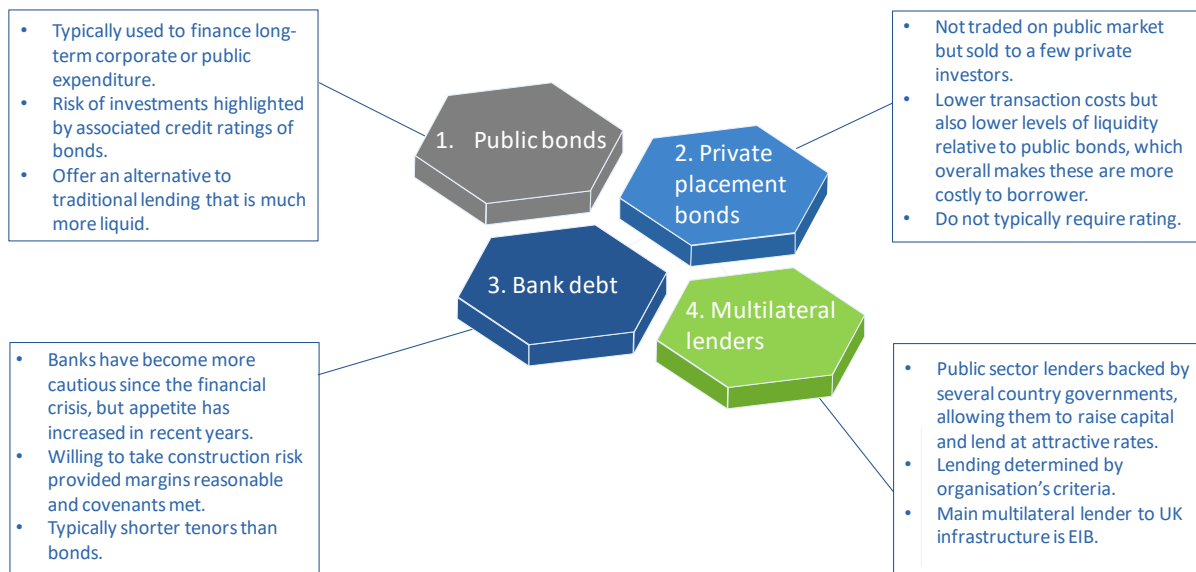 • Typically used to finance long-
term corporate or public
expenditure.
• Risk of investments highlighted
by associated credit ratings of
bonds.
• Offer an alternative to
traditional lending that is much
more liquid.
1. Public bonds
2. Private
placement
bonds
• Not traded on public market
but sold to a few private
investors.
• Lower transaction costs but
also lower levels of liquidity
relative to public bonds, which
overall makes these are more
costly to borrower.
• Do not typically require rating.
3. Bank debt
4. Multilateral
lenders
• Banks have become more
cautious since the financial
crisis, but appetite has
increased in recent years.
• Willing to take construction risk
provided margins reasonable
and covenants met.
• Typically shorter tenors than
bonds.
• Public sector lenders backed by
several country governments,
allowing them to raise capital
and lend at attractive rates.
• Lending determined by
organisation's criteria.
• Main multilateral lender to UK
infrastructure is EIB.